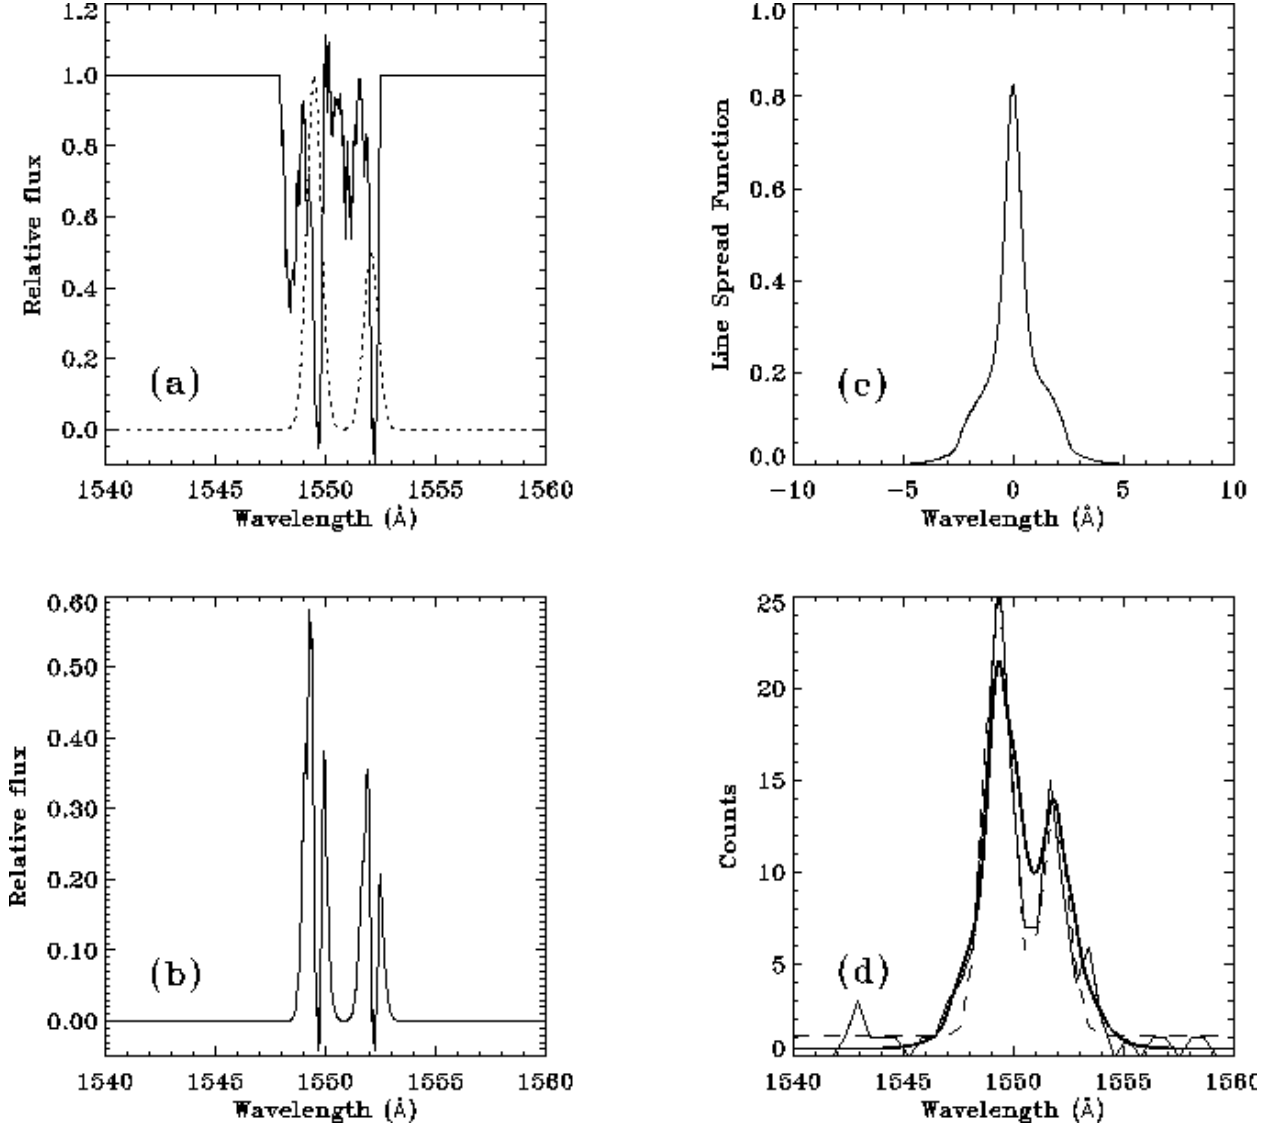 1.2
1.0
0.8
0.6
0.4
0.2
0.0
Relative flux
(a)
1540 1545 1550 1555 1560
Wavelength (Å)
1.0
0.8
0.6
0.4
0.2
0.0
Line Spread Function
(c)
-10 -5 0 5 10
Wavelength (Å)
0.60
0.50
0.40
0.30
0.20
0.10
0.00
Relative flux
(b)
1540 1545 1550 1555 1560
Wavelength (Å)
25
20
15
10
5
0
Counts
(d)
1540 1545 1550 1555 1560
Wavelength (Å)